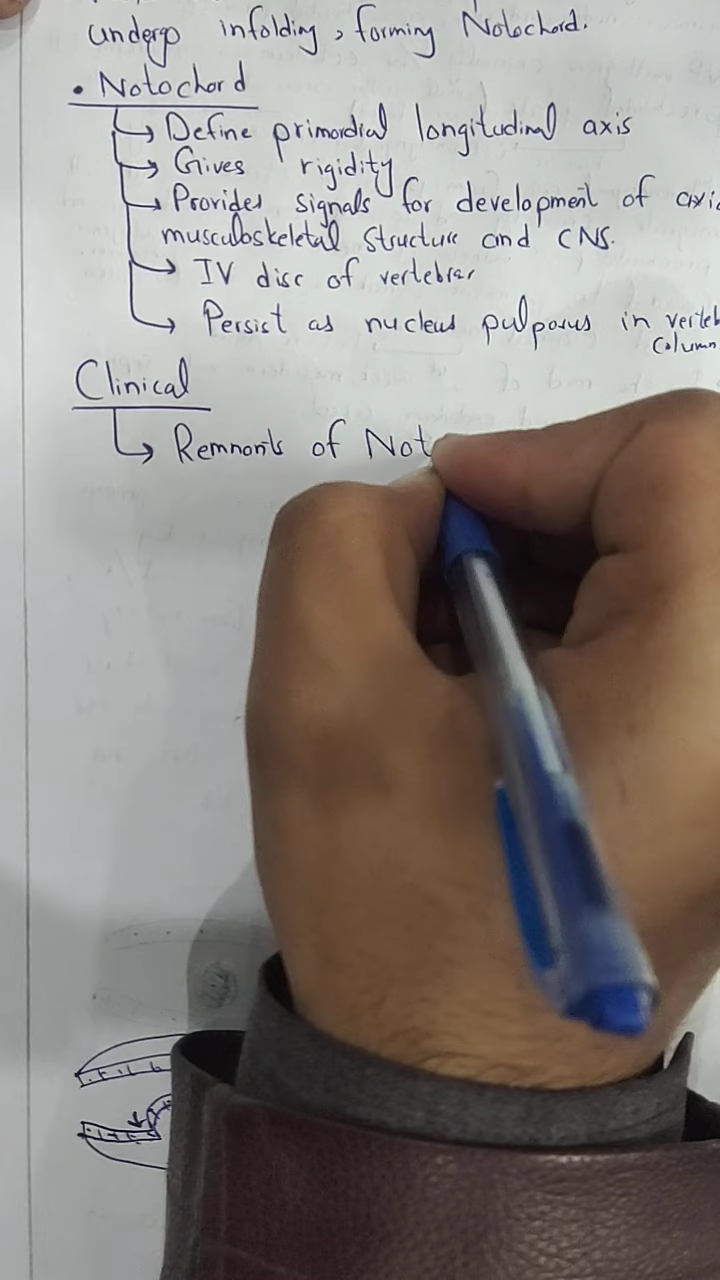 undergo infolding, forming Notochord.
• Notochord
↳ Define primordial longitudinal axis
↳ Gives rigidity
↳ Provides signals for development of axi
musculoskeletal structure and CNS.
↳ IV disc of vertebrae
↳ Persist as nucleus pulposus in verteb
column
Clinical
↳ Remnants of Not